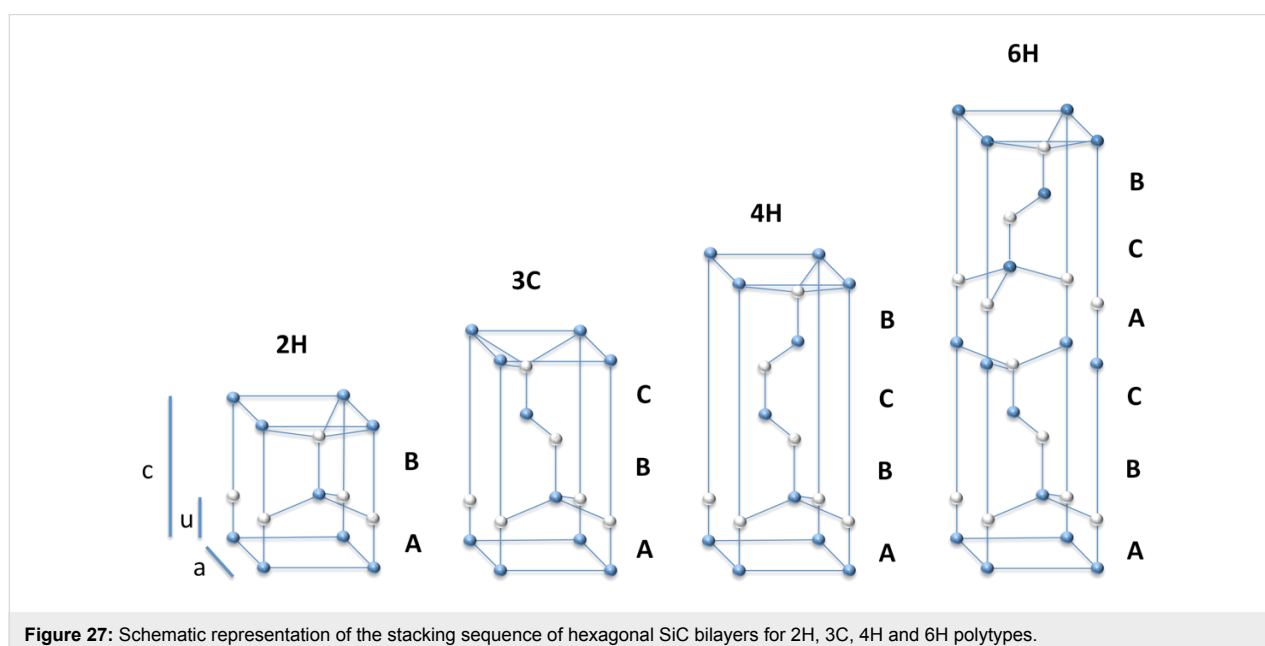 6H
B
4H
C
3C
B
A
2H
C
C
C
c
B
B
B
B
u
A
A
A
A
a
Figure 27: Schematic representation of the stacking sequence of hexagonal SiC bilayers for 2H, 3C, 4H and 6H polytypes.